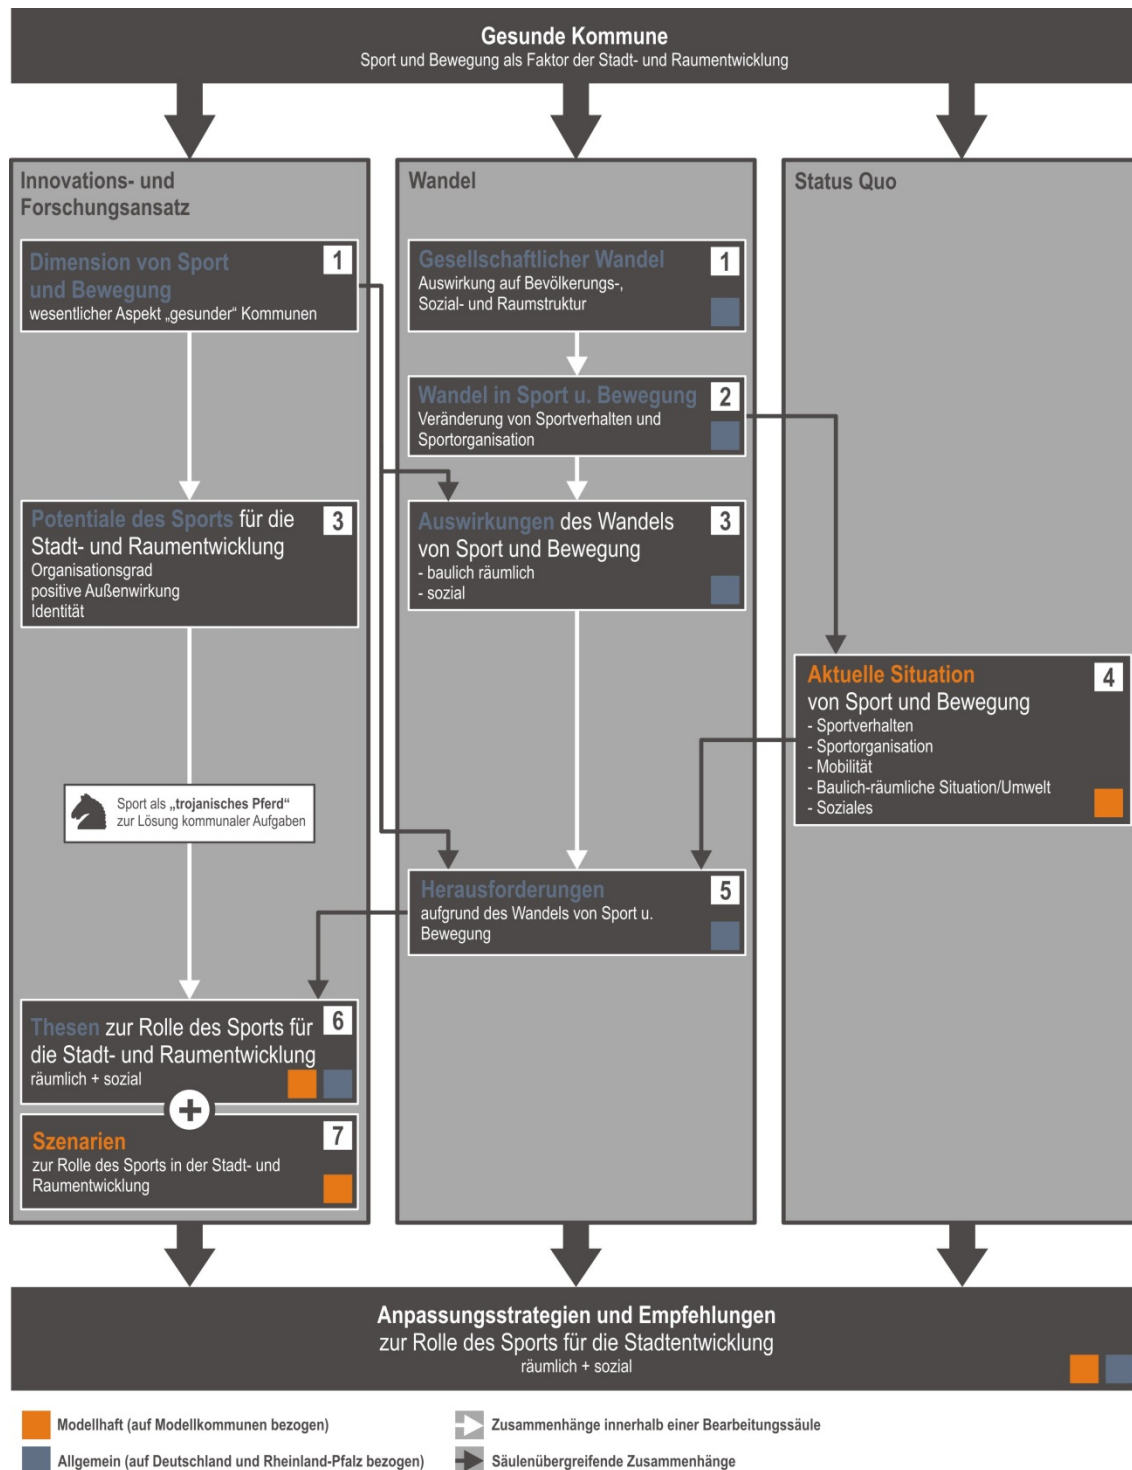 Gesunde Kommune
Sport und Bewegung als Faktor der Stadt- und Raumentwicklung
Innovations- und
Forschungsansatz
Dimension von Sport
und Bewegung
wesentlicher Aspekt „gesunder“ Kommunen
1
Potentiale des Sports für die
Stadt- und Raumentwicklung
Organisationsgrad
positive Außenwirkung
Identität
3
Sport als „trojanisches Pferd“
zur Lösung kommunaler Aufgaben
Thesen zur Rolle des Sports für
die Stadt- und Raumentwicklung
räumlich + sozial
6
+
Szenarien
zur Rolle des Sports in der Stadt- und
Raumentwicklung
7
Wandel
Gesellschaftlicher Wandel
Auswirkung auf Bevölkerungs-,
Sozial- und Raumstruktur
1
Wandel in Sport u. Bewegung
Veränderung von Sportverhalten und
Sportorganisation
2
Auswirkungen des Wandels
von Sport und Bewegung
- baulich räumlich
- sozial
3
Herausforderungen
aufgrund des Wandels von Sport u.
Bewegung
5
Status Quo
Aktuelle Situation
von Sport und Bewegung
- Sportverhalten
- Sportorganisation
- Mobilität
- Baulich-räumliche Situation/Umwelt
- Soziales
4
Anpassungsstrategien und Empfehlungen
zur Rolle des Sports für die Stadtentwicklung
räumlich + sozial
Modellhaft (auf Modellkommunen bezogen)
Allgemein (auf Deutschland und Rheinland-Pfalz bezogen)
Zusammenhänge innerhalb einer Bearbeitungssäule
Säulenübergreifende Zusammenhänge